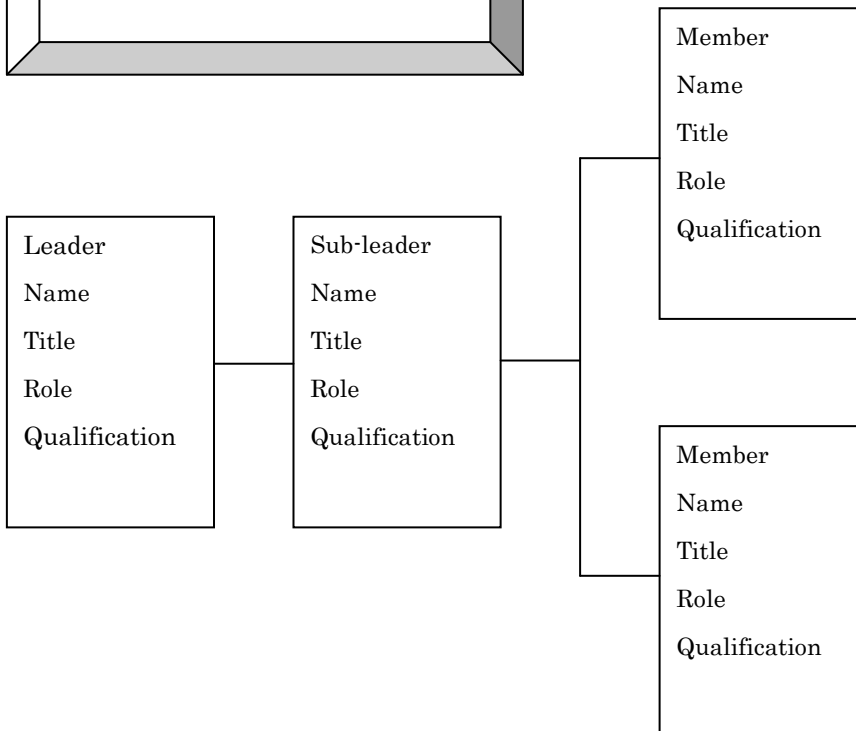 Leader
Name
Title
Role
Qualification
Sub-leader
Name
Title
Role
Qualification
Member
Name
Title
Role
Qualification
Member
Name
Title
Role
Qualification